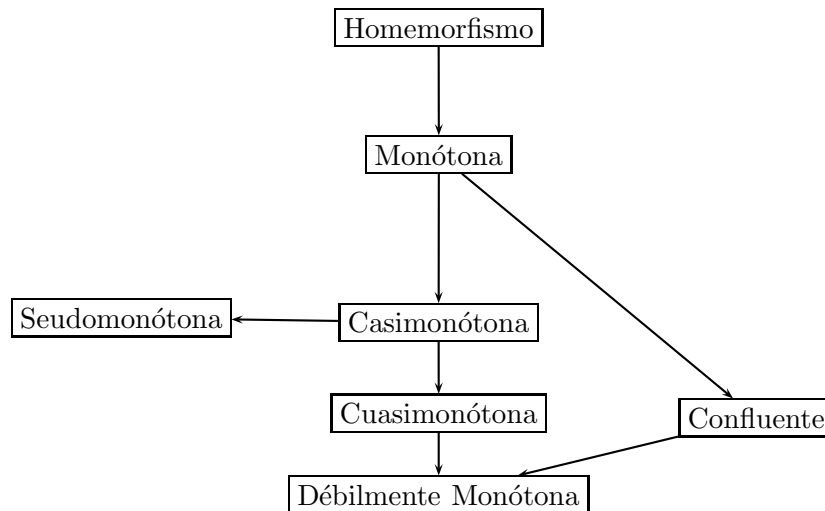 Homemorfismo
Monótona
Seudomonótona
Casimonótona
Cuasimonótona
Confluente
Débilmente Monótona